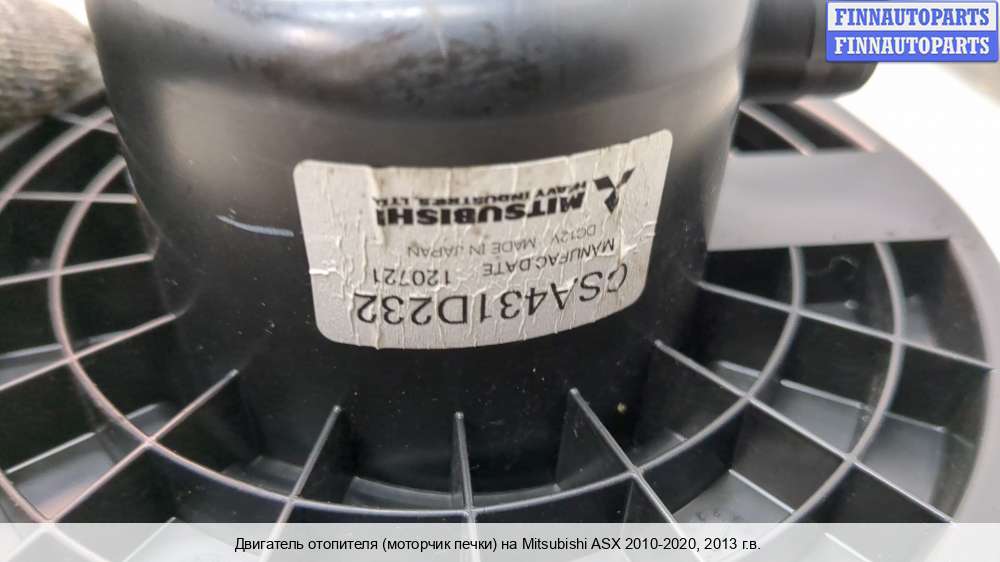 FINNAUTOPARTS
FINNAUTOPARTS
CSA431D232
MANUFAC.DATE 120721
DC12V MADE IN JAPAN
MITSUBISHI
HEAVY INDUSTRIES, LTD.
Двигатель отопителя (моторчик печки) на Mitsubishi ASX 2010-2020, 2013 г.в.